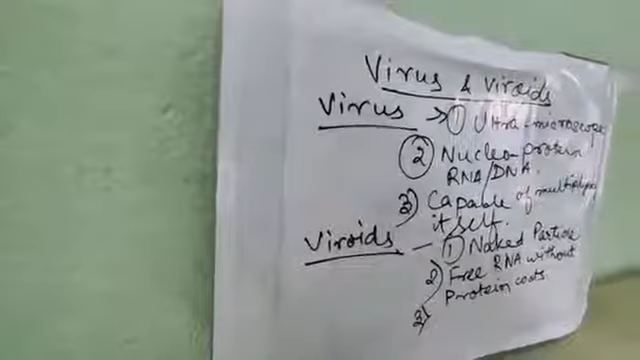 Virus & Viroids
Virus → ① Ultra-microscope
② Nucleo-protein
RNA/DNA.
3) Capable of multiplying
itself.
Viroids – ① Naked Particle
2) Free RNA without
Protein coats.
3)